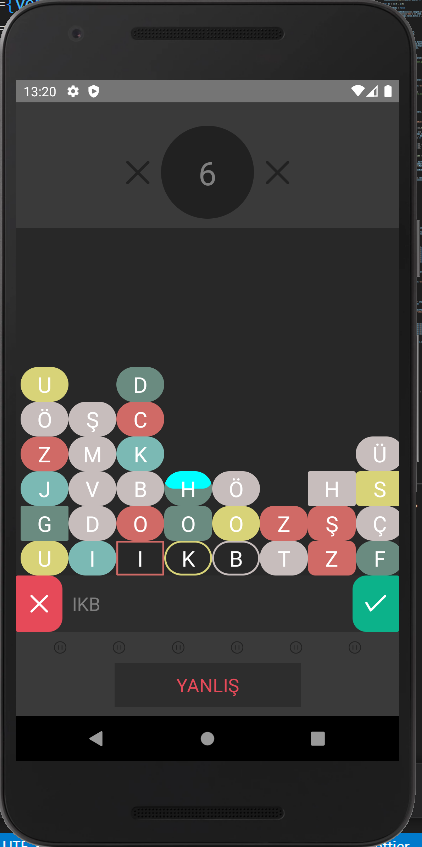 13:20
6
U D
Ö Ş C
Z M K Ü
J V B H Ö H S
G D O O O Z Ş Ç
U I I K B T Z F
IKB
YANLIŞ